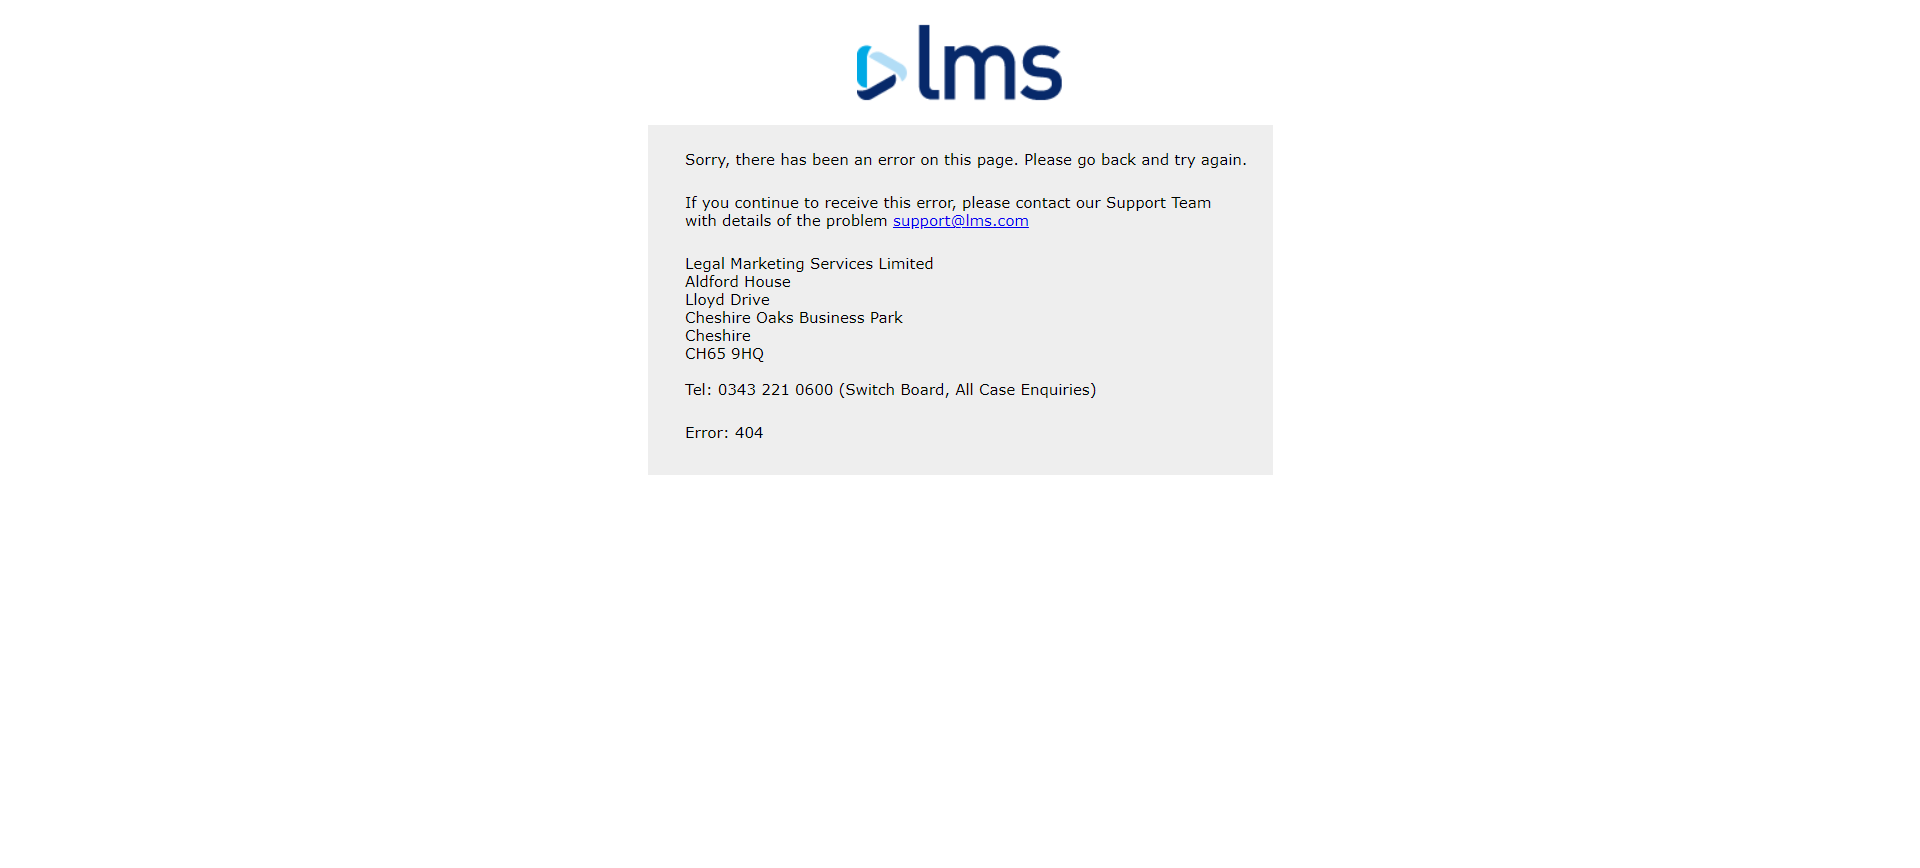 lms
Sorry, there has been an error on this page. Please go back and try again.
If you continue to receive this error, please contact our Support Team
with details of the problem support@lms.com
Legal Marketing Services Limited
Aldford House
Lloyd Drive
Cheshire Oaks Business Park
Cheshire
CH65 9HQ
Tel: 0343 221 0600 (Switch Board, All Case Enquiries)
Error: 404